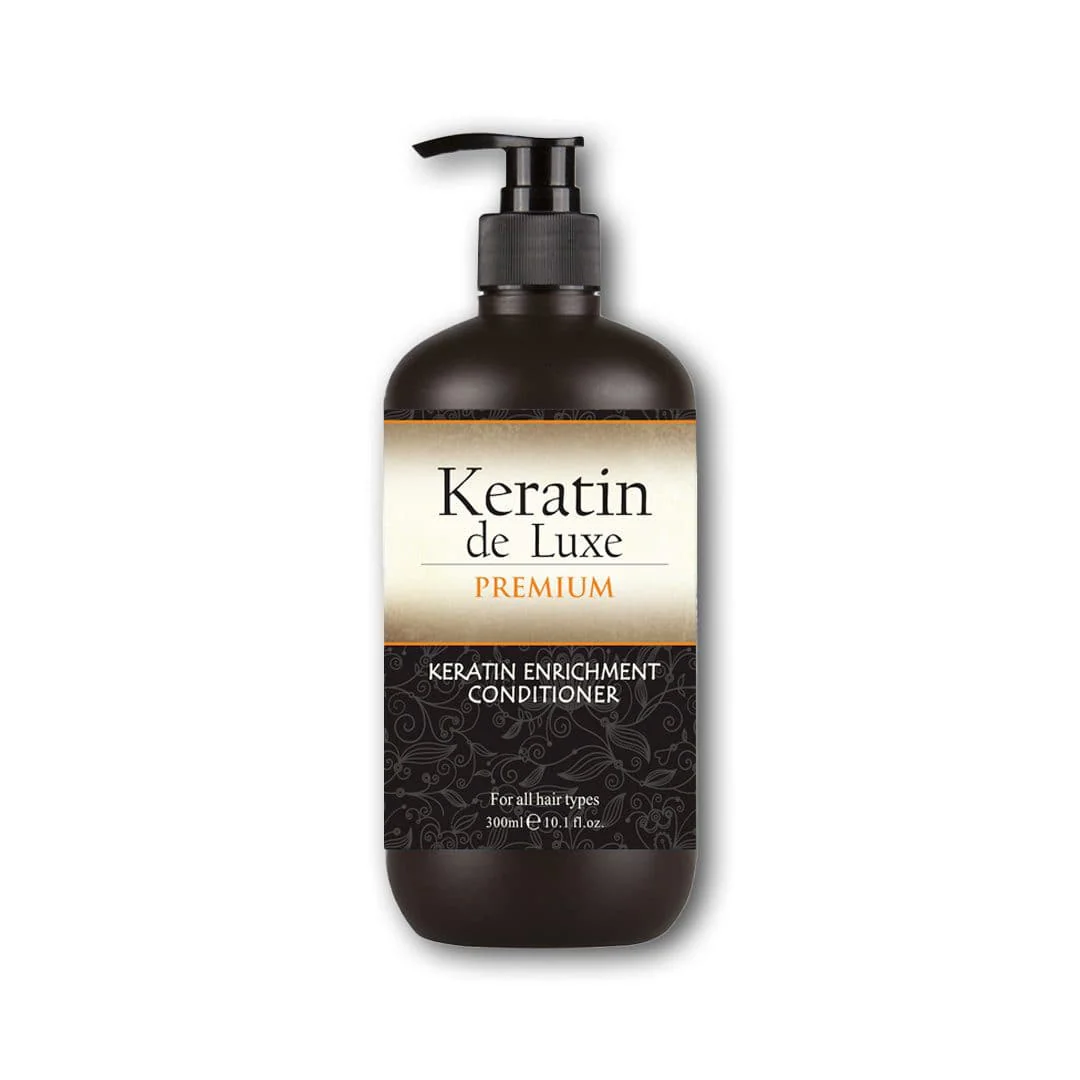 Keratin
de Luxe
PREMIUM
KERATIN ENRICHMENT
CONDITIONER
For all hair types
300ml ℮ 10.1 fl.oz.